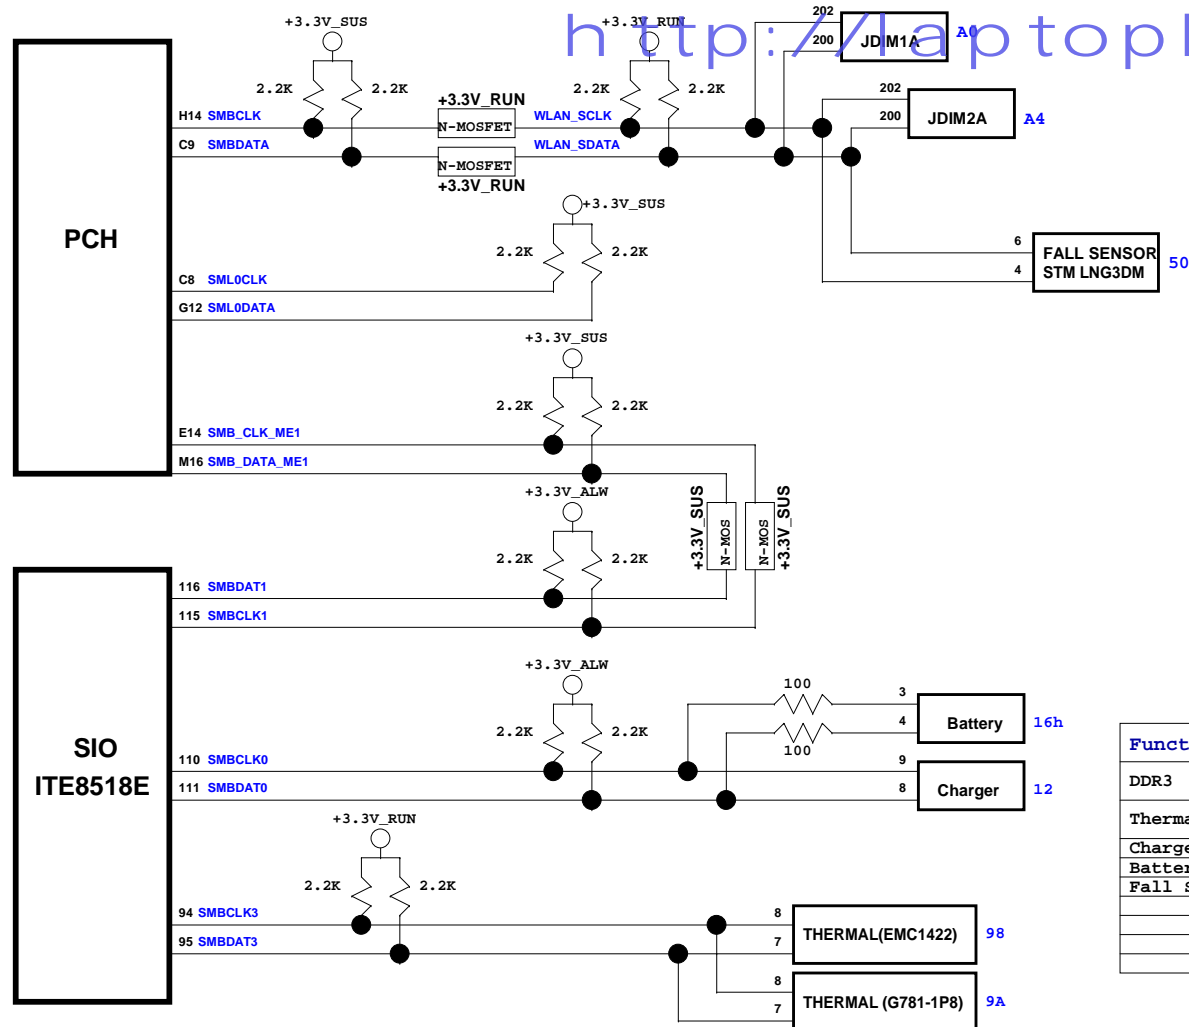 http://laptopl
+3.3V_SUS
+3.3V_RUN
202
200
JDIM1A
A0
2.2K
2.2K
2.2K
2.2K
+3.3V_RUN
202
200
JDIM2A
A4
H14 SMBCLK
N-MOSFET
WLAN_SCLK
C9 SMBDATA
N-MOSFET
WLAN_SDATA
+3.3V_RUN
PCH
+3.3V_SUS
2.2K
2.2K
6
4
FALL SENSOR
STM LNG3DM
50
C8 SML0CLK
G12 SML0DATA
+3.3V_SUS
2.2K
2.2K
E14 SMB_CLK_ME1
M16 SMB_DATA_ME1
+3.3V_ALW
+3.3V_SUS
N-MOS
N-MOS
+3.3V_SUS
2.2K
2.2K
116 SMBDAT1
115 SMBCLK1
+3.3V_ALW
100
3
4
Battery
16h
2.2K
2.2K
100
SIO
ITE8518E
110 SMBCLK0
9
111 SMBDAT0
8
Charger
12
+3.3V_RUN
2.2K
2.2K
94 SMBCLK3
8
95 SMBDAT3
7
THERMAL(EMC1422)
98
8
7
THERMAL (G781-1P8)
9A
Funct
DDR3
Therma
Charge
Batter
Fall S